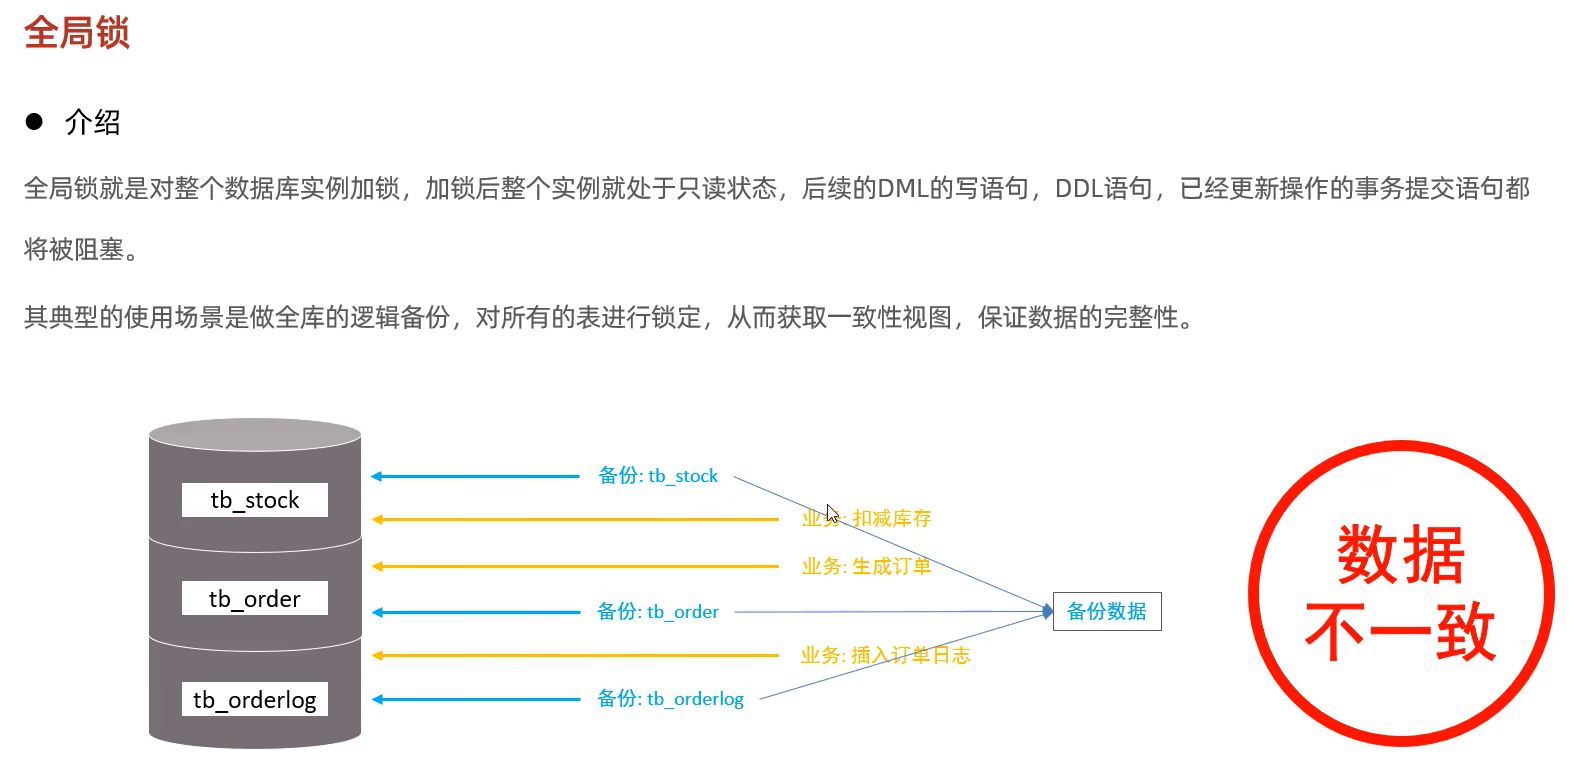 全局锁
介绍
全局锁就是对整个数据库实例加锁，加锁后整个实例就处于只读状态，后续的DML的写语句，DDL语句，已经更新操作的事务提交语句都
将被阻塞。
其典型的使用场景是做全库的逻辑备份，对所有的表进行锁定，从而获取一致性视图，保证数据的完整性。
备份: tb_stock
tb_stock
业务: 扣减库存
业务: 生成订单
tb_order
备份: tb_order
备份数据
业务: 插入订单日志
tb_orderlog
备份: tb_orderlog
数据
不一致